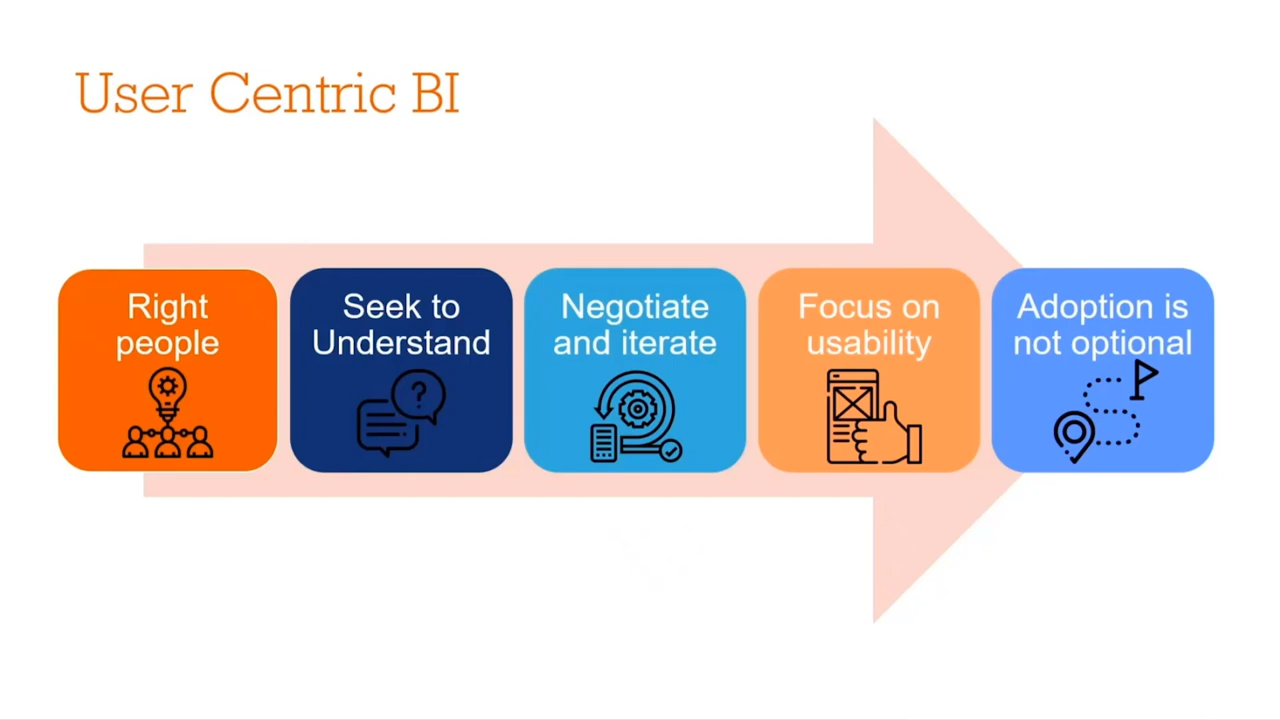 User Centric BI
Right
people
Seek to
Understand
Negotiate
and iterate
Focus on
usability
Adoption is
not optional
?